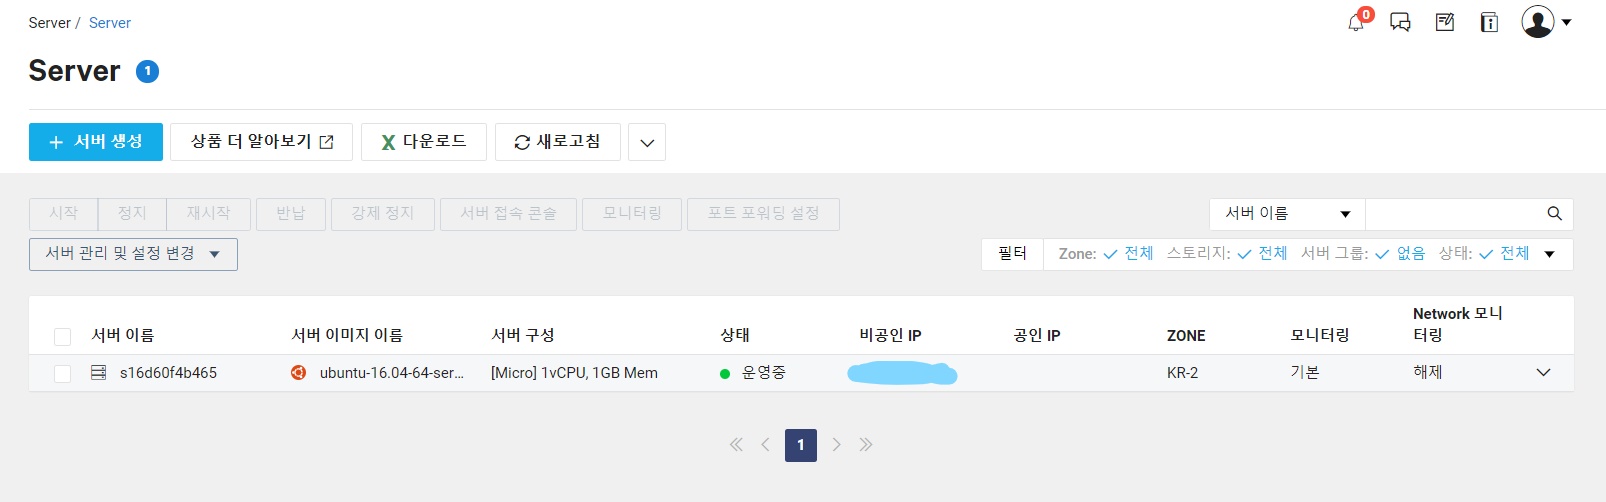 Server / Server
0
Server 1
+ 서버 생성 상품 더 알아보기 다운로드 새로고침
시작 정지 재시작 반납 강제 정지 서버 접속 콘솔 모니터링 포트 포워딩 설정 서버 이름
서버 관리 및 설정 변경 필터 Zone: 전체 스토리지: 전체 서버 그룹: 없음 상태: 전체
서버 이름 서버 이미지 이름 서버 구성 상태 비공인 IP 공인 IP ZONE 모니터링 Network 모니
터링
s16d60f4b465 ubuntu-16.04-64-ser... [Micro] 1vCPU, 1GB Mem 운영중 KR-2 기본 해제
1